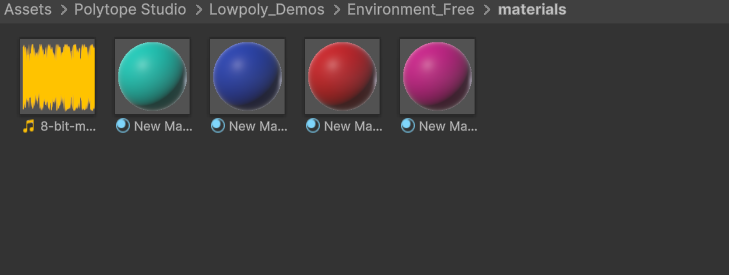 Assets > Polytope Studio > Lowpoly_Demos > Environment_Free > materials
8-bit-m... New Ma... New Ma... New Ma... New Ma...